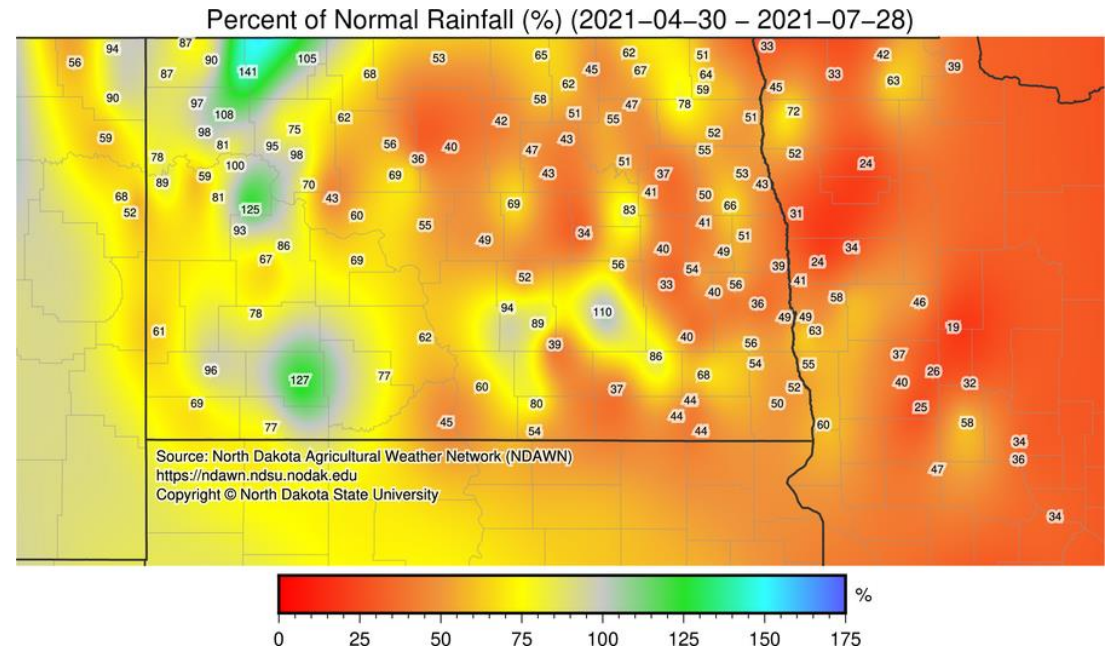 Percent of Normal Rainfall (%) (2021−04−30 − 2021−07−28)
87 53 65 62 51 33 42
94 90 105 45 67 39
56 87 141 68 62 64 45 33 63
90 97 58 59
108 62 42 51 55 47 78 51 72
59 98 81 95 75 56 40 47 43 52
78 100 98 36 43 51 55 52 24
89 59 70 69 37 53 43
68 81 43 69 41 50 66
52 125 60 55 83 41 31
93 49 34 51
86 40 49 34
67 69 56 54 39 24
52 33 40 56 41
78 94 110 36 58 46
61 89 49 49 63 19
62 39 40 56
96 86 54 55 37
127 77 60 37 68 52 40 26 32
69 80 44 50 25
77 45 54 44 44 60 58
34
36
47
34
Source: North Dakota Agricultural Weather Network (NDAWN)
https://ndawn.ndsu.nodak.edu
Copyright © North Dakota State University
%
0 25 50 75 100 125 150 175